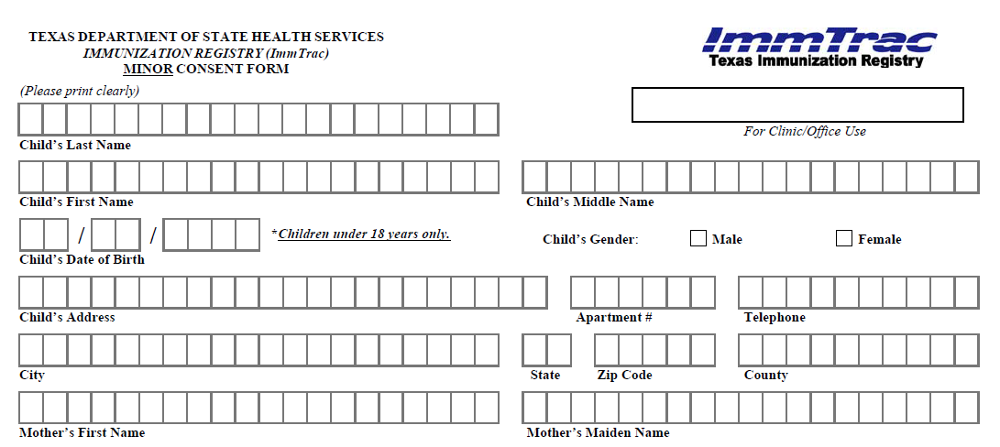 TEXAS DEPARTMENT OF STATE HEALTH SERVICES
IMMUNIZATION REGISTRY (ImmTrac)
MINOR CONSENT FORM
ImmTrac
Texas Immunization Registry
(Please print clearly)
For Clinic/Office Use
Child's Last Name
Child's First Name
Child's Middle Name
/ / *Children under 18 years only.
Child's Gender: Male Female
Child's Date of Birth
Child's Address Apartment # Telephone
City State Zip Code County
Mother's First Name Mother's Maiden Name